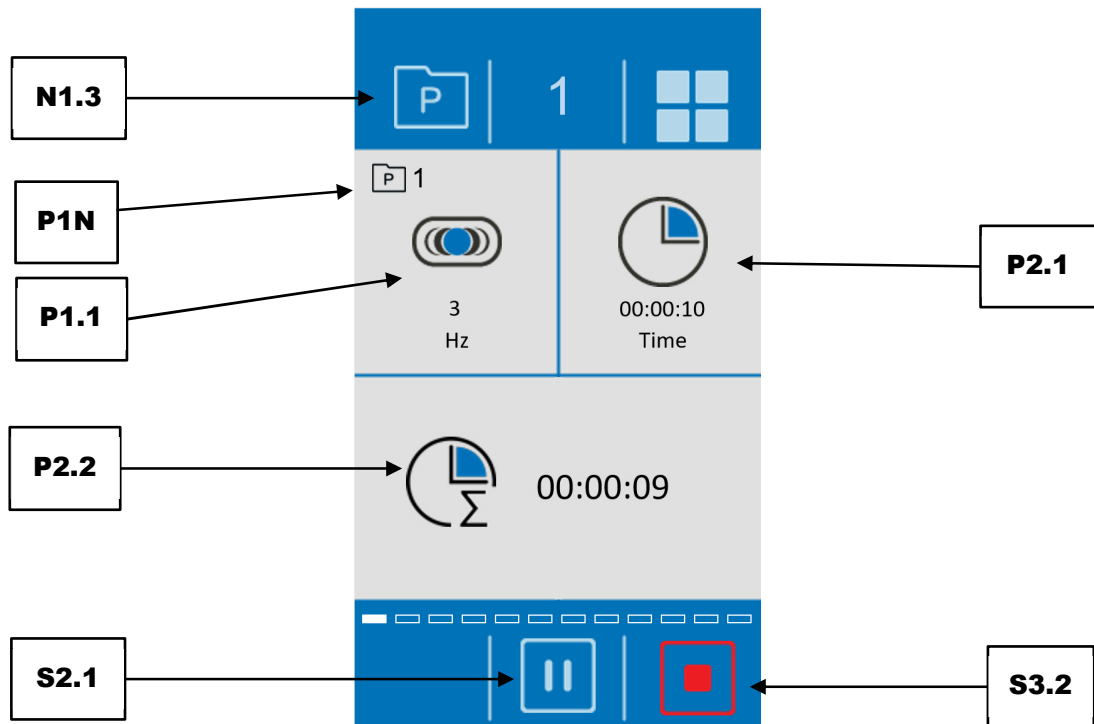 N1.3
P 1
P1N
P 1
P1.1
P2.1
3
Hz
00:00:10
Time
P2.2
Σ
00:00:09
S2.1
S3.2